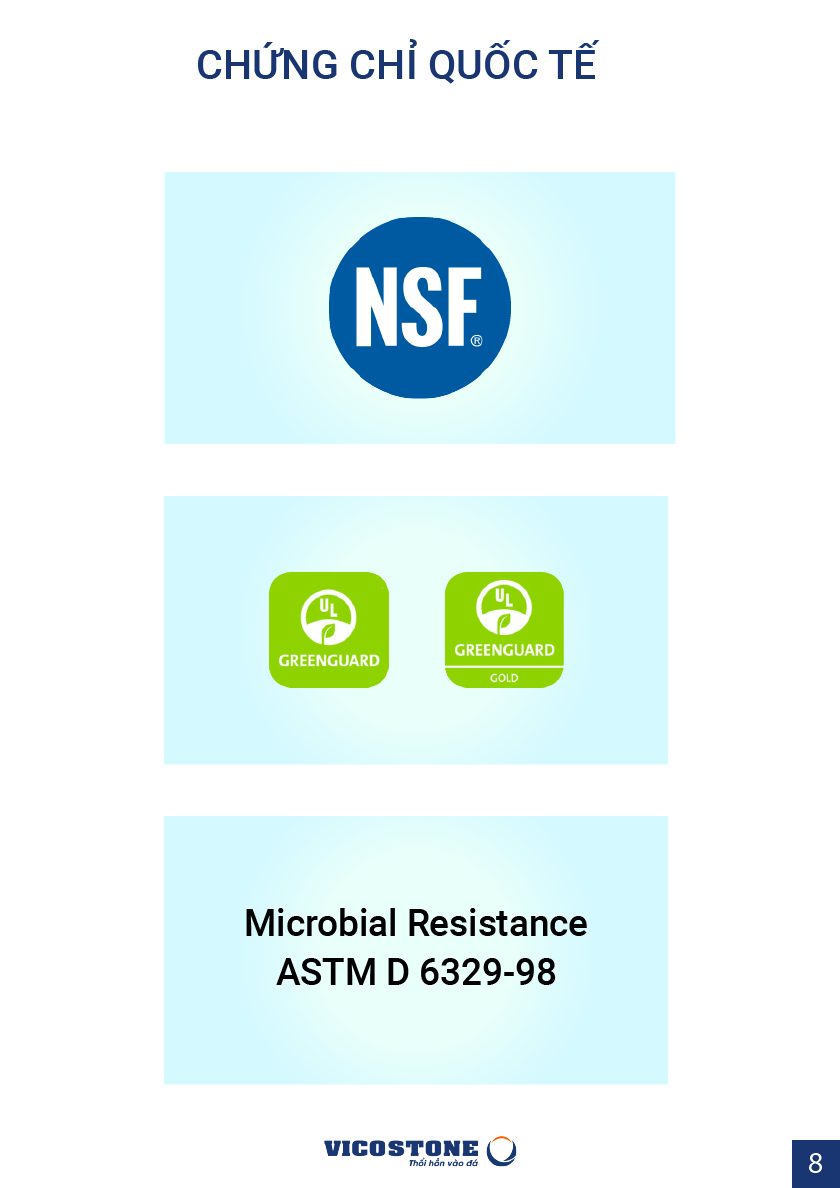 CHỨNG CHỈ QUỐC TẾ
NSF®
UL
GREENGUARD
UL
GREENGUARD
GOLD
Microbial Resistance
ASTM D 6329-98
VICOSTONE
Thổi hồn vào đá
8